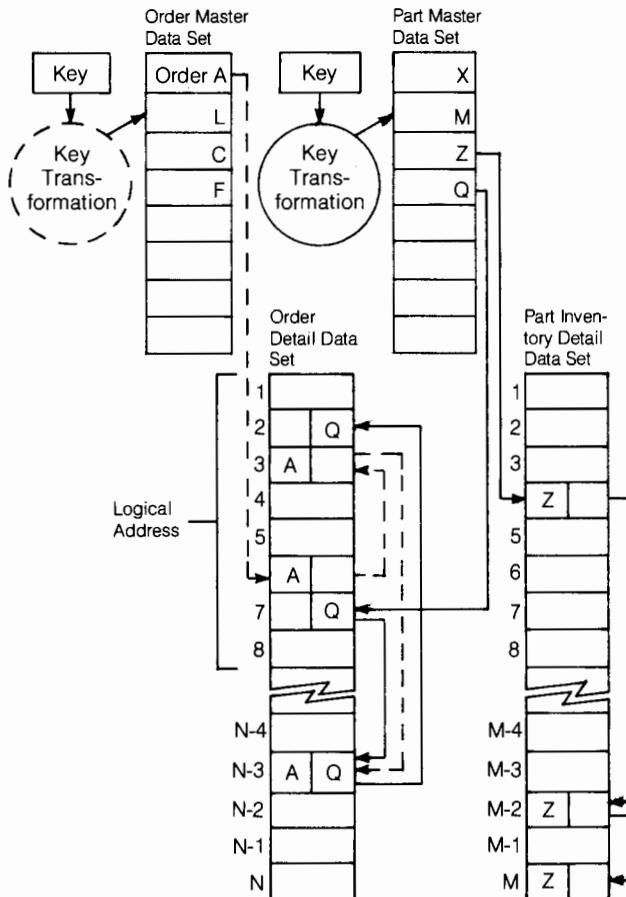 Order Master
Data Set
Part Master
Data Set
Key
Order A
Key
X
L
M
Key
Trans-
formation
C
Key
Trans-
formation
Z
F
Q
Order
Detail Data
Set
Part Inven-
tory Detail
Data Set
Logical
Address
1
2
Q
3
A
4
5
A
7
Q
8
N-4
N-3
A
Q
N-2
N-1
N
1
2
3
Z
5
6
7
8
M-4
M-3
M-2
Z
M-1
M
Z